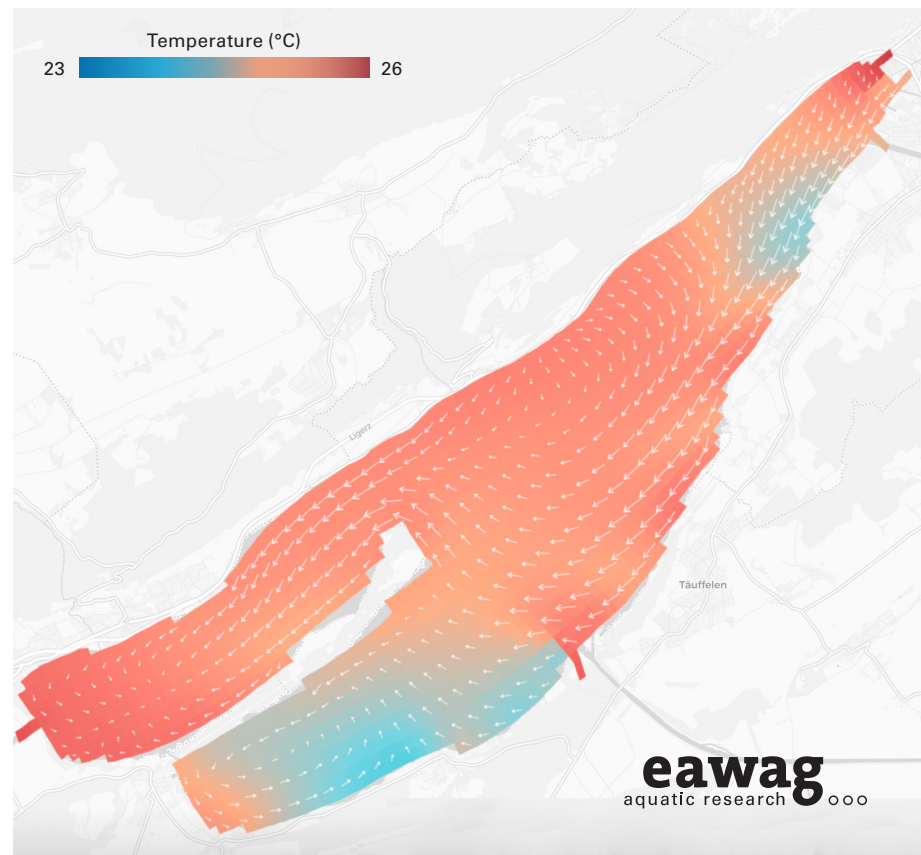 Temperature (°C)
23 26
Ligerz
Täuffelen
eawag
aquatic research